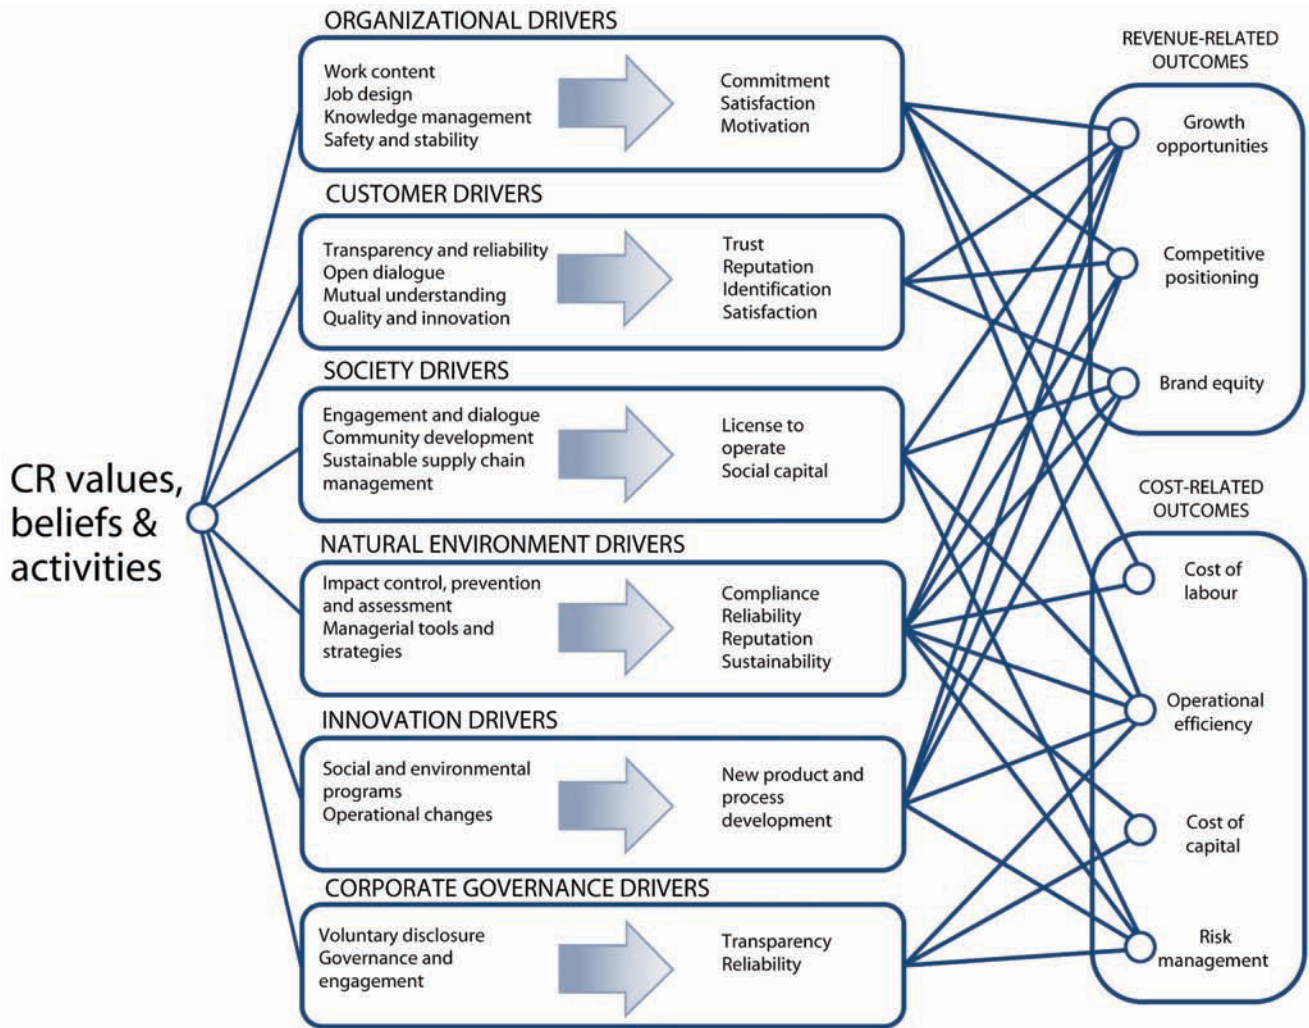 CR values,
beliefs &
activities
ORGANIZATIONAL DRIVERS
Work content
Job design
Knowledge management
Safety and stability
Commitment
Satisfaction
Motivation
CUSTOMER DRIVERS
Transparency and reliability
Open dialogue
Mutual understanding
Quality and innovation
Trust
Reputation
Identification
Satisfaction
SOCIETY DRIVERS
Engagement and dialogue
Community development
Sustainable supply chain
management
License to
operate
Social capital
NATURAL ENVIRONMENT DRIVERS
Impact control, prevention
and assessment
Managerial tools and
strategies
Compliance
Reliability
Reputation
Sustainability
INNOVATION DRIVERS
Social and environmental
programs
Operational changes
New product and
process
development
CORPORATE GOVERNANCE DRIVERS
Voluntary disclosure
Governance and
engagement
Transparency
Reliability
REVENUE-RELATED
OUTCOMES
Growth
opportunities
Competitive
positioning
Brand equity
COST-RELATED
OUTCOMES
Cost of
labour
Operational
efficiency
Cost of
capital
Risk
management